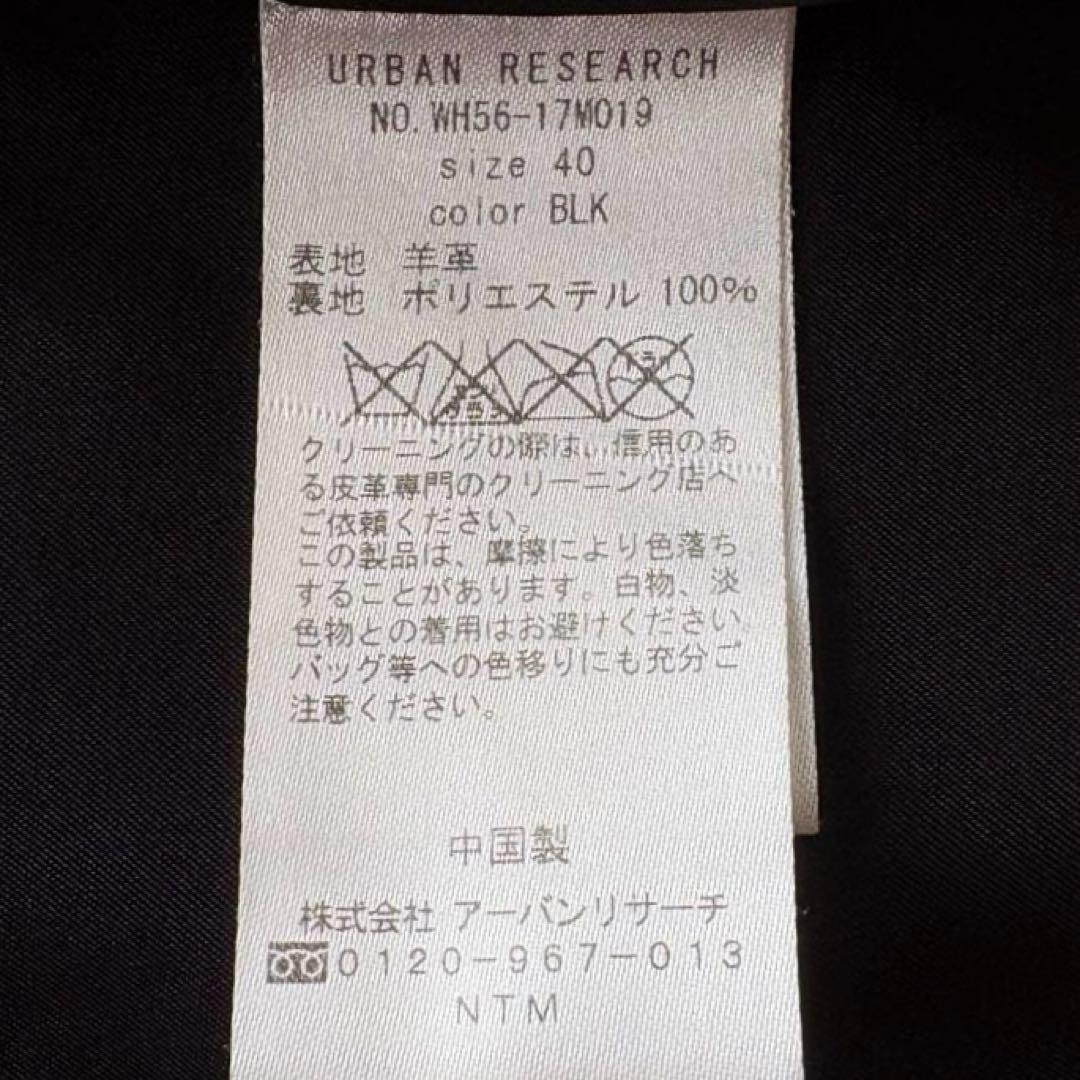 URBAN RESEARCH
NO.WH56-17M019
size 40
color BLK
表地 羊革
裏地 ポリエステル 100%
クリーニングの際は、信用のあ
る皮革専門のクリーニング店へ
ご依頼ください。
この製品は、摩擦により色落ち
することがあります。白物、淡
色物との着用はお避けください
バッグ等への色移りにも充分ご
注意ください。
中国製
株式会社 アーバンリサーチ
0120-967-013
NTM